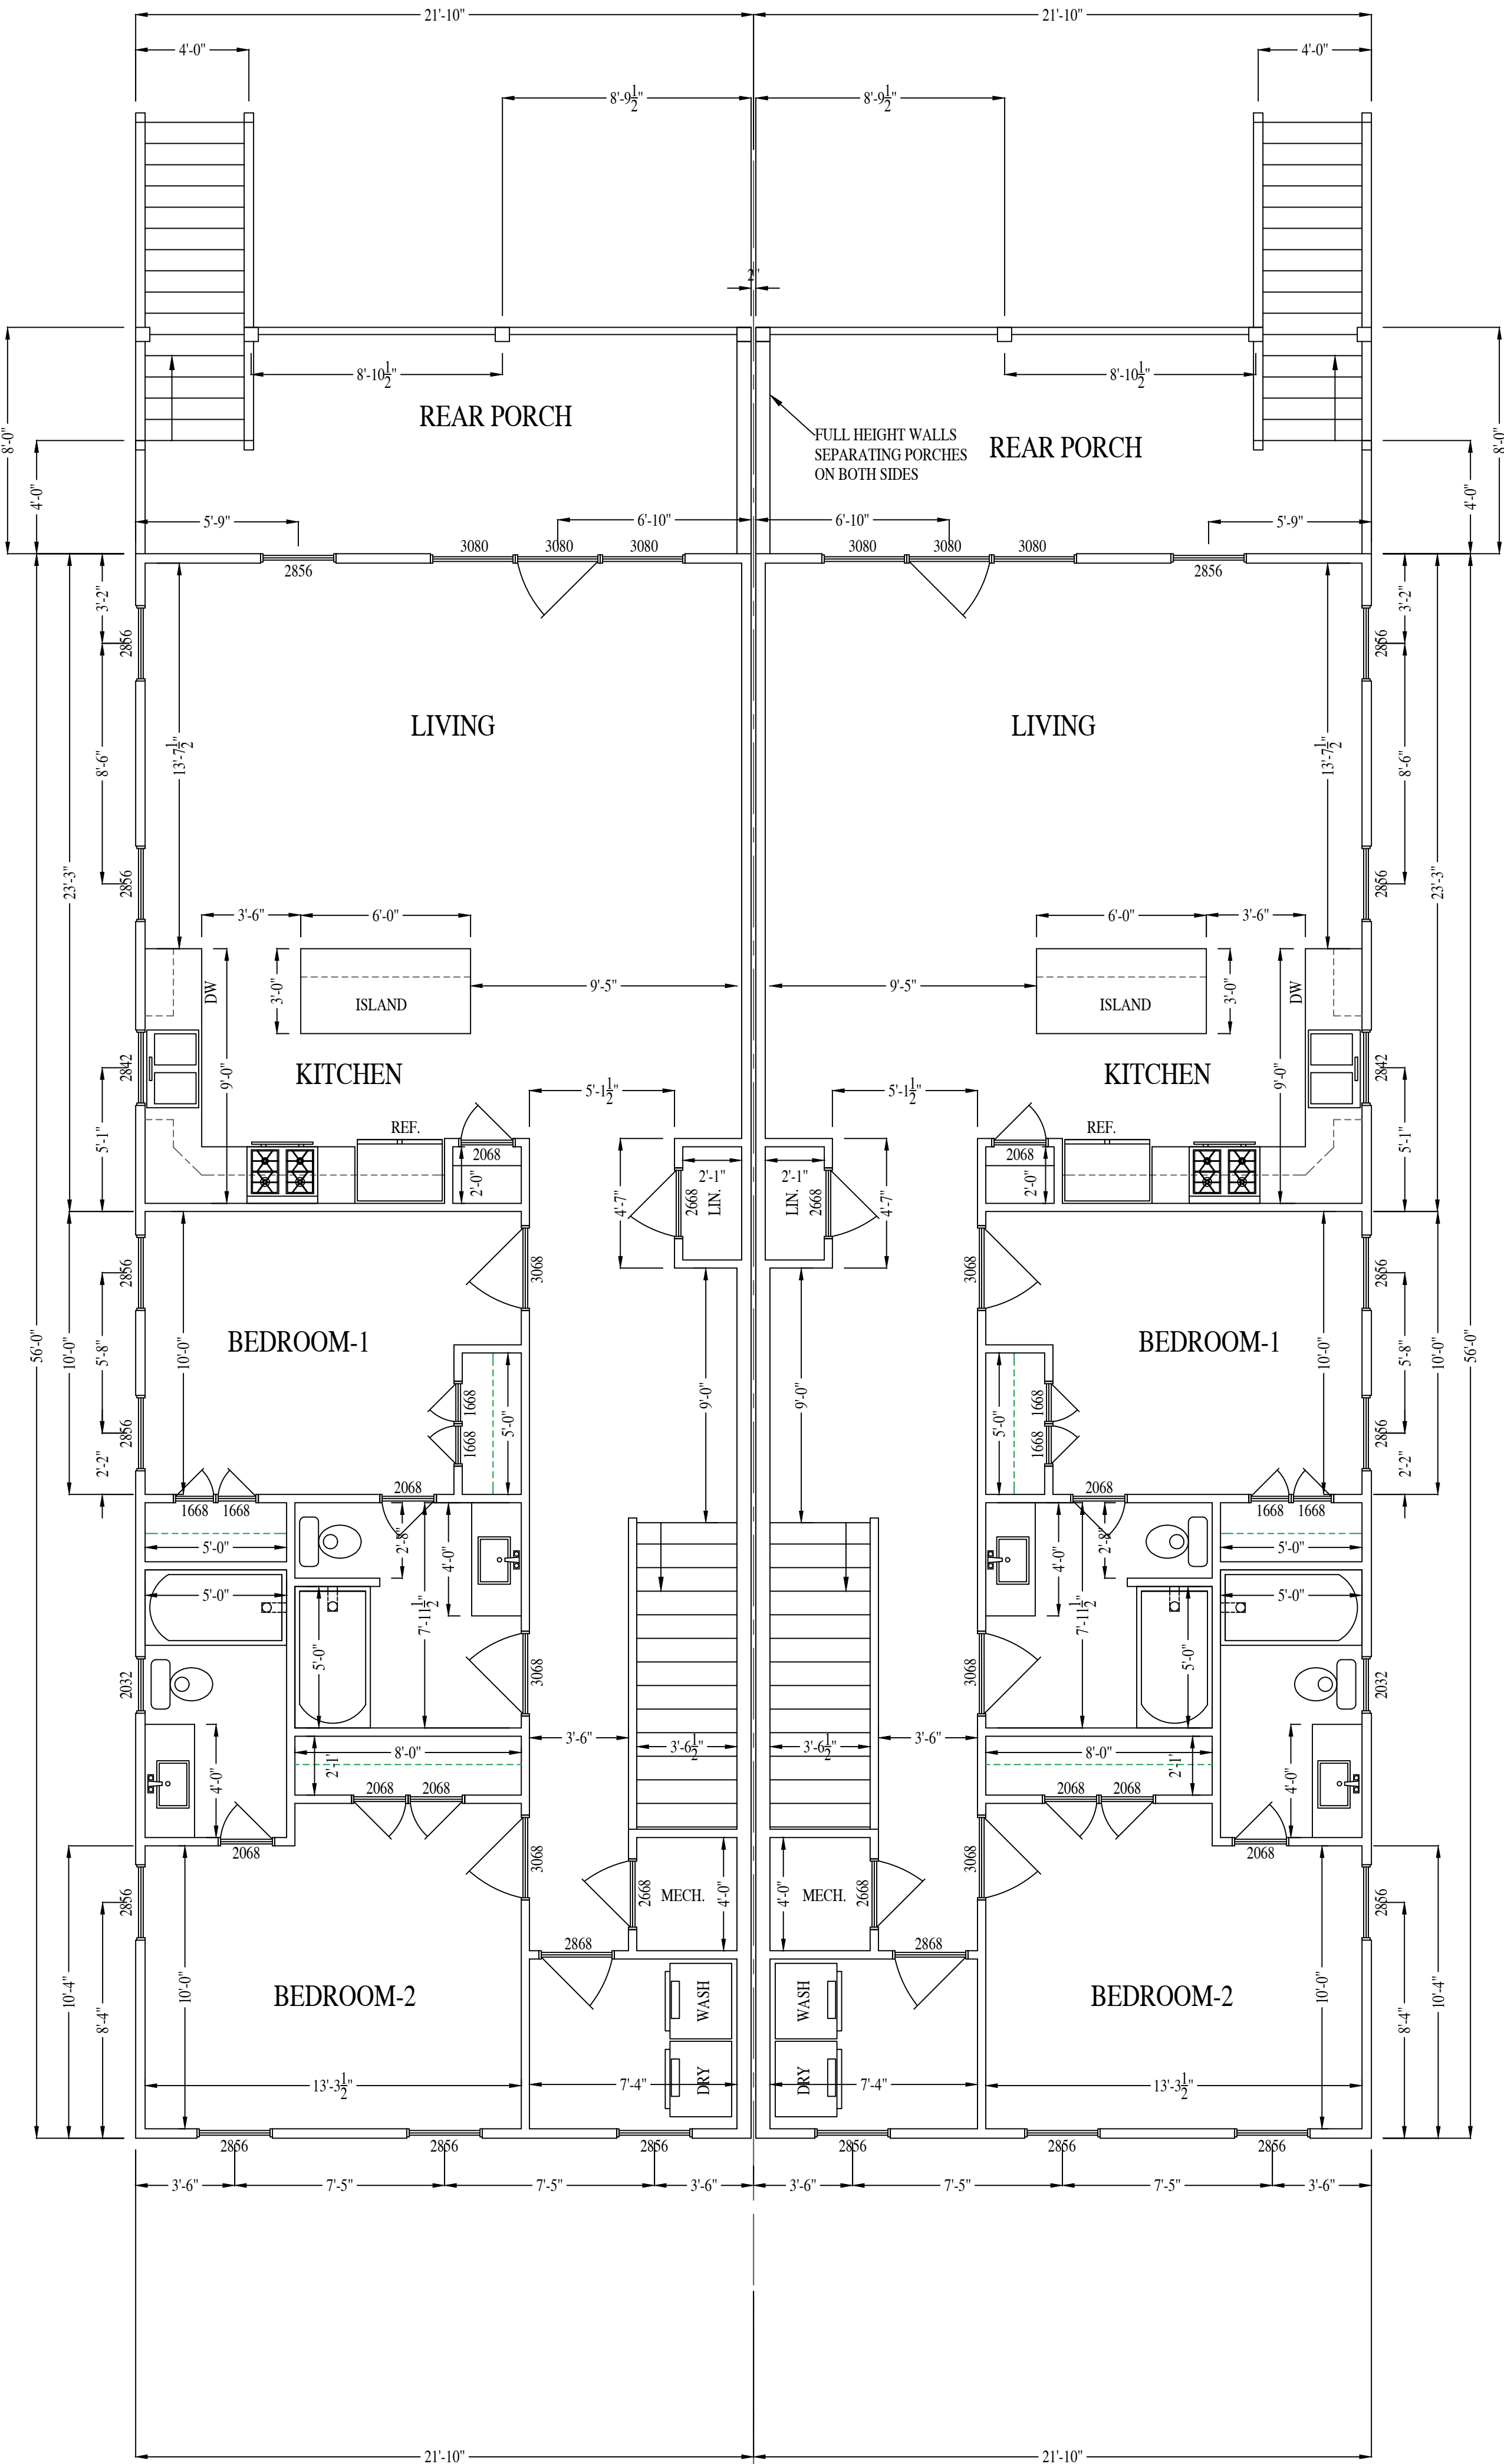 21'-10" 21'-10"
4'-0" 4'-0"
8'-9 1/2" 8'-9 1/2"
2"
8'-10 1/2" 8'-10 1/2"
REAR PORCH
FULL HEIGHT WALLS
SEPARATING PORCHES
ON BOTH SIDES
REAR PORCH
8'-0" 8'-0"
4'-0" 4'-0"
5'-9" 6'-10" 6'-10" 5'-9"
3080 3080 3080 3080 3080 3080
2856 2856
3'-2" 3'-2"
2856 2856
LIVING LIVING
13'-7 1/2" 13'-7 1/2"
8'-6" 8'-6"
23'-3" 23'-3"
2856 2856
3'-6" 6'-0" 6'-0" 3'-6"
DW 3'-0" ISLAND 9'-5" 9'-5" ISLAND 3'-0" DW
2842 9'-0" KITCHEN KITCHEN 9'-0" 2842
5'-1 1/2" 5'-1 1/2"
5'-1" 5'-1"
REF. REF.
2068 2068
2'-0" 2'-0"
4'-7" 2668 2'-1" LIN. 2'-1" LIN. 2668 4'-7"
2856 3068 3068 2856
BEDROOM-1 BEDROOM-1
56'-0" 10'-0" 5'-8" 10'-0" 10'-0" 5'-8" 10'-0" 56'-0"
9'-0" 9'-0"
1668 1668
1668 5'-0" 5'-0" 1668
2856 2856
2'-2" 2'-2"
2068 2068
1668 1668 1668 1668
2'-8" 2'-8"
5'-0" 4'-0" 4'-0" 5'-0"
5'-0" 5'-0"
7'-11 1/2" 7'-11 1/2"
5'-0" 5'-0"
2032 3068 3068 2032
3'-6" 3'-6 1/2" 3'-6 1/2" 3'-6"
8'-0" 2'-1" 8'-0" 2'-1"
4'-0" 2068 2068 2068 2068 4'-0"
2068 3068 3068 2068
2856 2668 MECH. 4'-0" 4'-0" MECH. 2668 2856
2868 2868
BEDROOM-2 BEDROOM-2
10'-4" 8'-4" 10'-0" 10'-0" 8'-4" 10'-4"
WASH WASH
DRY DRY
13'-3 1/2" 7'-4" 7'-4" 13'-3 1/2"
2856 2856 2856 2856 2856 2856
3'-6" 7'-5" 7'-5" 3'-6" 3'-6" 7'-5" 7'-5" 3'-6"
21'-10" 21'-10"